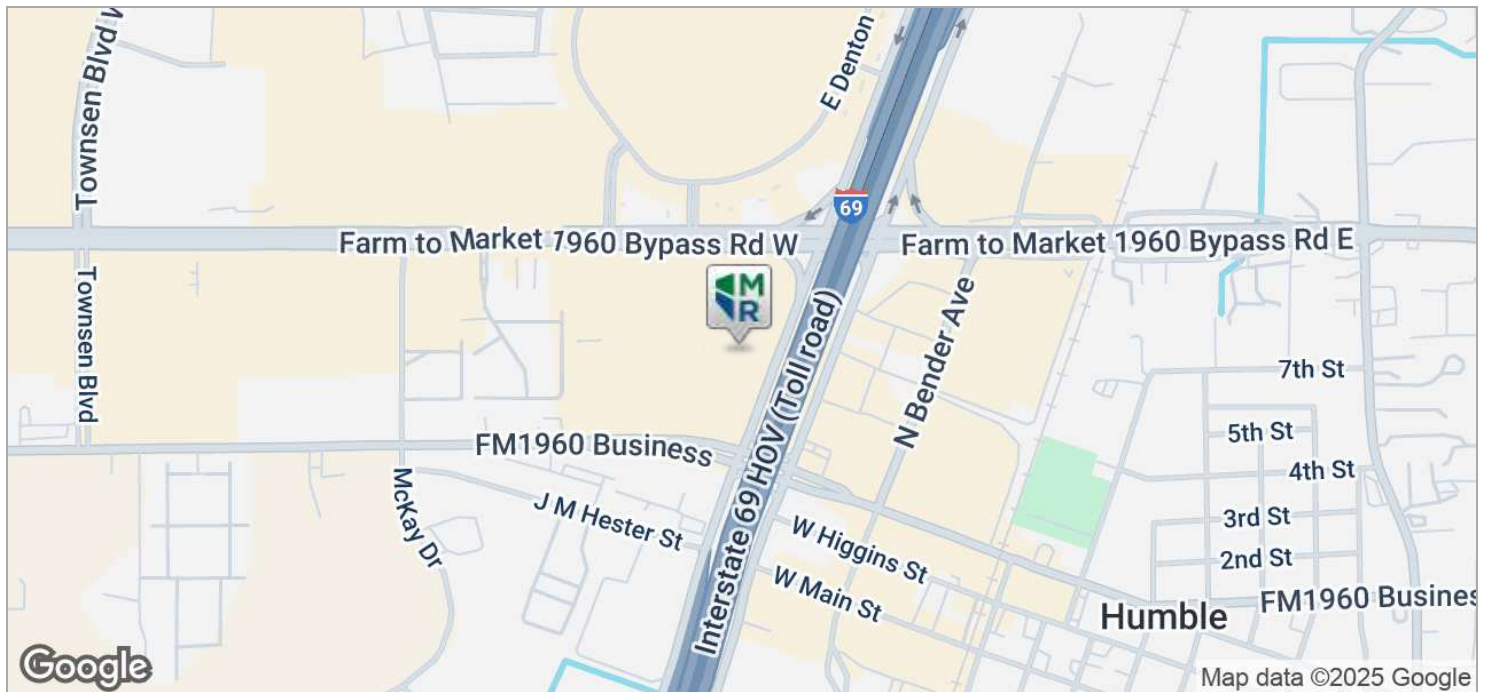 Townsen Blvd W
E Denton
69
Farm to Market 1960 Bypass Rd W
Farm to Market 1960 Bypass Rd E
M
R
Townsen Blvd
Interstate 69 HOV (Toll road)
N Bender Ave
7th St
5th St
4th St
FM1960 Business
McKay Dr
J M Hester St
3rd St
W Higgins St
2nd St
W Main St
Humble
FM1960 Busines
Google
Map data ©2025 Google